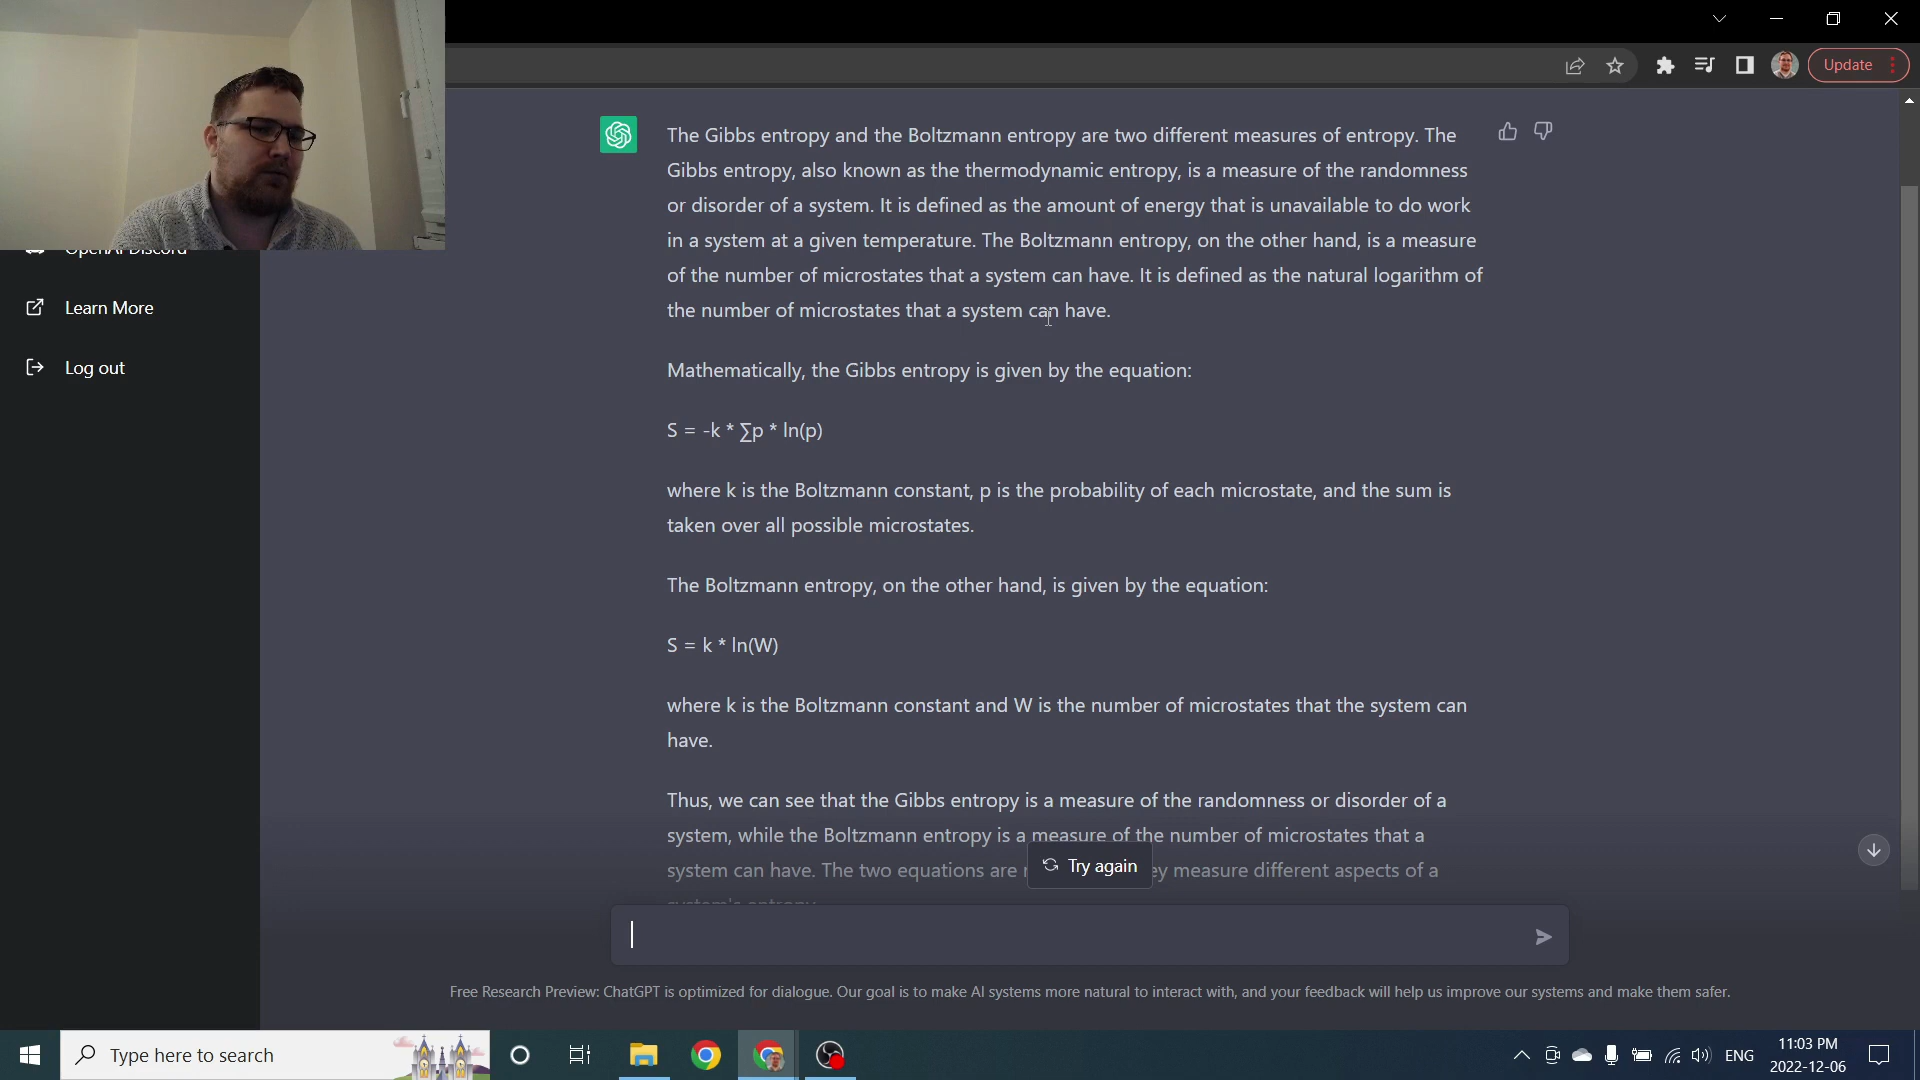 Update
The Gibbs entropy and the Boltzmann entropy are two different measures of entropy. The
Gibbs entropy, also known as the thermodynamic entropy, is a measure of the randomness
or disorder of a system. It is defined as the amount of energy that is unavailable to do work
in a system at a given temperature. The Boltzmann entropy, on the other hand, is a measure
of the number of microstates that a system can have. It is defined as the natural logarithm of
the number of microstates that a system can have.
OpenAI Discord
Learn More
Log out
Mathematically, the Gibbs entropy is given by the equation:
S = -k * ∑p * ln(p)
where k is the Boltzmann constant, p is the probability of each microstate, and the sum is
taken over all possible microstates.
The Boltzmann entropy, on the other hand, is given by the equation:
S = k * ln(W)
where k is the Boltzmann constant and W is the number of microstates that the system can
have.
Thus, we can see that the Gibbs entropy is a measure of the randomness or disorder of a
system, while the Boltzmann entropy is a measure of the number of microstates that a
system can have. The two equations are measure different aspects of a
system's entropy.
Try again
Free Research Preview: ChatGPT is optimized for dialogue. Our goal is to make AI systems more natural to interact with, and your feedback will help us improve our systems and make them safer.
Type here to search
ENG
11:03 PM
2022-12-06